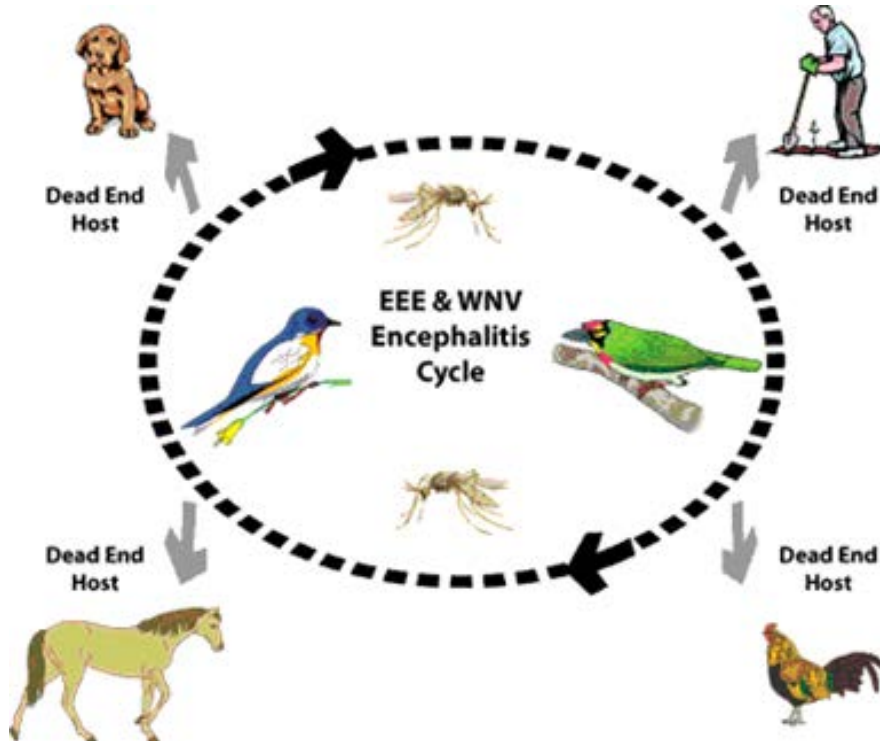 Dead End
Host
Dead End
Host
EEE & WNV
Encephalitis
Cycle
Dead End
Host
Dead End
Host